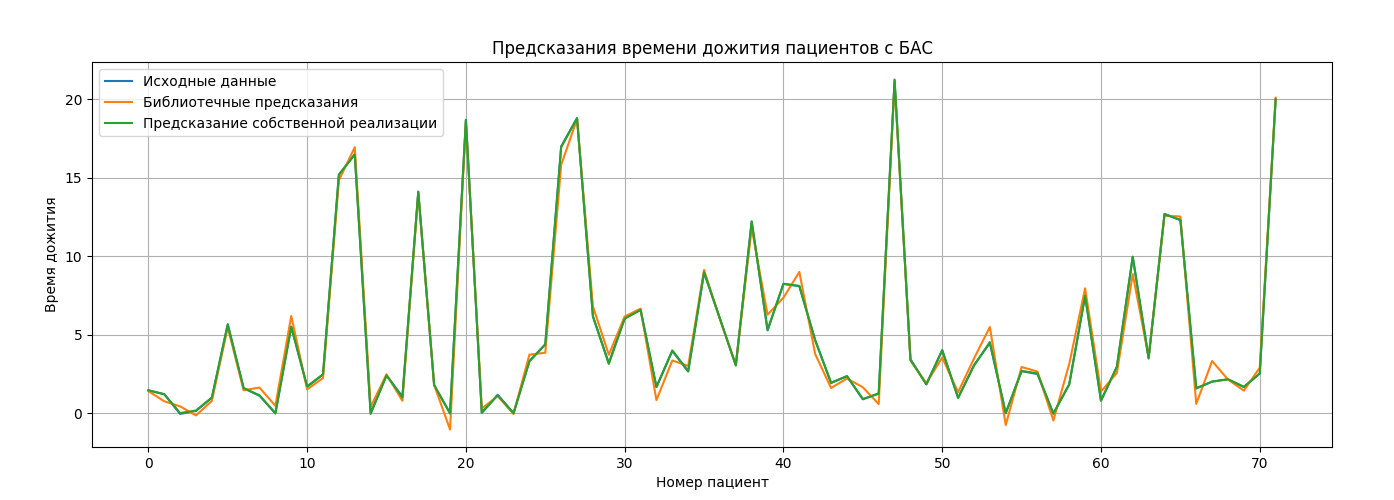 Предсказания времени дожития пациентов с БАС
Исходные данные
Библиотечные предсказания
Предсказание собственной реализации
Время дожития
20
15
10
5
0
0 10 20 30 40 50 60 70
Номер пациент